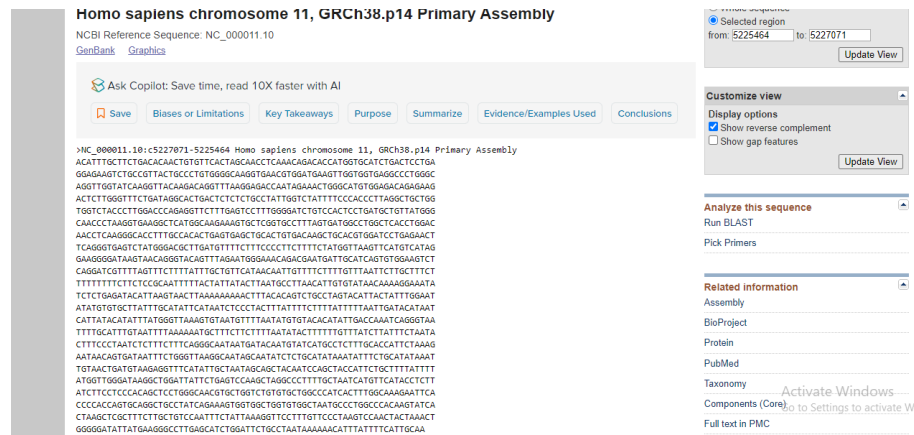 Homo sapiens chromosome 11, GRCh38.p14 Primary Assembly
NCBI Reference Sequence: NC_000011.10
GenBank Graphics
Ask Copilot: Save time, read 10X faster with AI
Save Biases or Limitations Key Takeaways Purpose Summarize Evidence/Examples Used Conclusions
>NC_000011.10:c5227071-5225464 Homo sapiens chromosome 11, GRCh38.p14 Primary Assembly
ACATTTGCTTCTGACACAACTGTGTTCACTAGCAACCTCAAACAGACACCATGGTGCATCTGACTCCTGA
GGAGAAGTCTGCCGTTACTGCCCTGTGGGGCAAGGTGAACGTGGATGAAGTTGGTGGTGAGGCCCTGGGC
AGGTTGGTATCAAGGTTACAAGACAGGTTTAAGGAGACCAATAGAAACTGGGCATGTGGAGACAGAGAAG
ACTCTTGGGTTTCTGATAGGCACTGACTCTCTCTGCCTATTGGTCTATTTTCCCACCCTTAGGCTGCTGG
TGGTCTACCCTTGGACCCAGAGGTTCTTTGAGTCCTTTGGGGATCTGTCCACTCCTGATGCTGTTATGGG
CAACCCTAAGGTGAAGGCTCATGGCAAGAAAGTGCTCGGTGCCTTTAGTGATGGCCTGGCTCACCTGGAC
AACCTCAAGGGCACCTTTGCCACACTGAGTGAGCTGCACTGTGACAAGCTGCACGTGGATCCTGAGAACT
TCAGGGTGAGTCTATGGGACGCTTGATGTTTTCTTTCCCCTTCTTTTCTATGGTTAAGTTCATGTCATAG
GAAGGGGATAAGTAACAGGGTACAGTTTAGAATGGGAAACAGACGAATGATTGCATCAGTGTGGAAGTCT
CAGGATCGTTTTAGTTTCTTTTATTTGCTGTTCATAACAATTGTTTTCTTTTGTTTAATTCTTGCTTTCT
TTTTTTTTCTTCTCCGCAATTTTTACTATTATACTTAATGCCTTAACATTGTGTATAACAAAAGGAAATA
TCTCTGAGATACATTAAGTAACTTAAAAAAAAACTTTACACAGTCTGCCTAGTACATTACTATTTGGAAT
ATATGTGTGCTTATTTGCATATTCATAATCTCCCTACTTTATTTTCTTTTATTTTTAATTGATACATAAT
CATTATACATATTTATGGGTTAAAGTGTAATGTTTTAATATGTGTACACATATTGACCAAATCAGGGTAA
TTTTGCATTTGTAATTTTAAAAAATGCTTTCTTCTTTTAATATACTTTTTTGTTTATCTTATTTCTAATA
CTTTCCCTAATCTCTTTCTTTCAGGGCAATAATGATACAATGTATCATGCCTCTTTGCACCATTCTAAAG
AATAACAGTGATAATTTCTGGGTTAAGGCAATAGCAATATCTCTGCATATAAATATTTCTGCATATAAAT
TGTAACTGATGTAAGAGGTTTCATATTGCTAATAGCAGCTACAATCCAGCTACCATTCTGCTTTTATTTT
ATGGTTGGGATAAGGCTGGATTATTCTGAGTCCAAGCTAGGCCCTTTTGCTAATCATGTTCATACCTCTT
ATCTTCCTCCCACAGCTCCTGGGCAACGTGCTGGTCTGTGTGCTGGCCCATCACTTTGGCAAAGAATTCA
CCCCACCAGTGCAGGCTGCCTATCAGAAAGTGGTGGCTGGTGTGGCTAATGCCCTGGCCCACAAGTATCA
CTAAGCTCGCTTTCTTGCTGTCCAATTTCTATTAAAGGTTCCTTTGTTCCCTAAGTCCAACTACTAAACT
GGGGGATATTATGAAGGGCCTTGAGCATCTGGATTCTGCCTAATAAAAAACATTTATTTTCATTGCAA
Selected region
from: 5225464 to: 5227071
Update View
Customize view
Display options
Show reverse complement
Show gap features
Update View
Analyze this sequence
Run BLAST
Pick Primers
Related information
Assembly
BioProject
Protein
PubMed
Taxonomy
Components (Core)
Full text in PMC
Activate Windows
Go to Settings to activate W